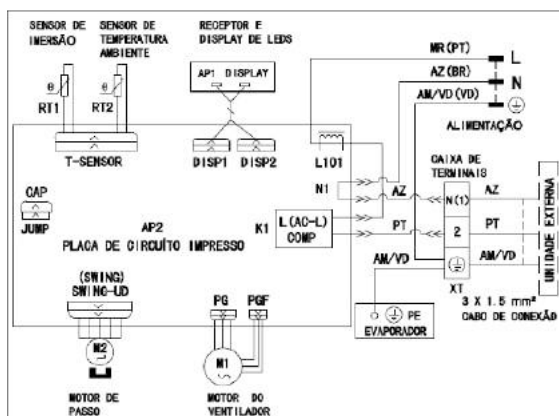 SENSOR DE
IMERSÃO
SENSOR DE
TEMPERATURA
AMBIENTE
RECEPTOR E
DISPLAY DE LEDS
MR(PT)
L
AZ(BR)
N
AM/VD(VD)
ALIMENTAÇÃO
AP1 DISPLAY
θ
RT1
θ
RT2
T-SENSOR
DISP1
DISP2
L101
CAIXA DE
TERMINAIS
N1
AZ
N(1)
AZ
CAP
JUMP
AP2
PLACA DE CIRCUÍTO IMPRESSO
K1
L(AC-L)
COMP
PT
2
PT
AM/VD
AM/VD
UNIDADE EXTERNA
XT
(SWING)
SWING-UD
PG
PGF
PE
EVAPORADOR
3 X 1.5 mm²
CABO DE CONEXÃO
M2
M1
MOTOR DE
PASSO
MOTOR DO
VENTILADOR